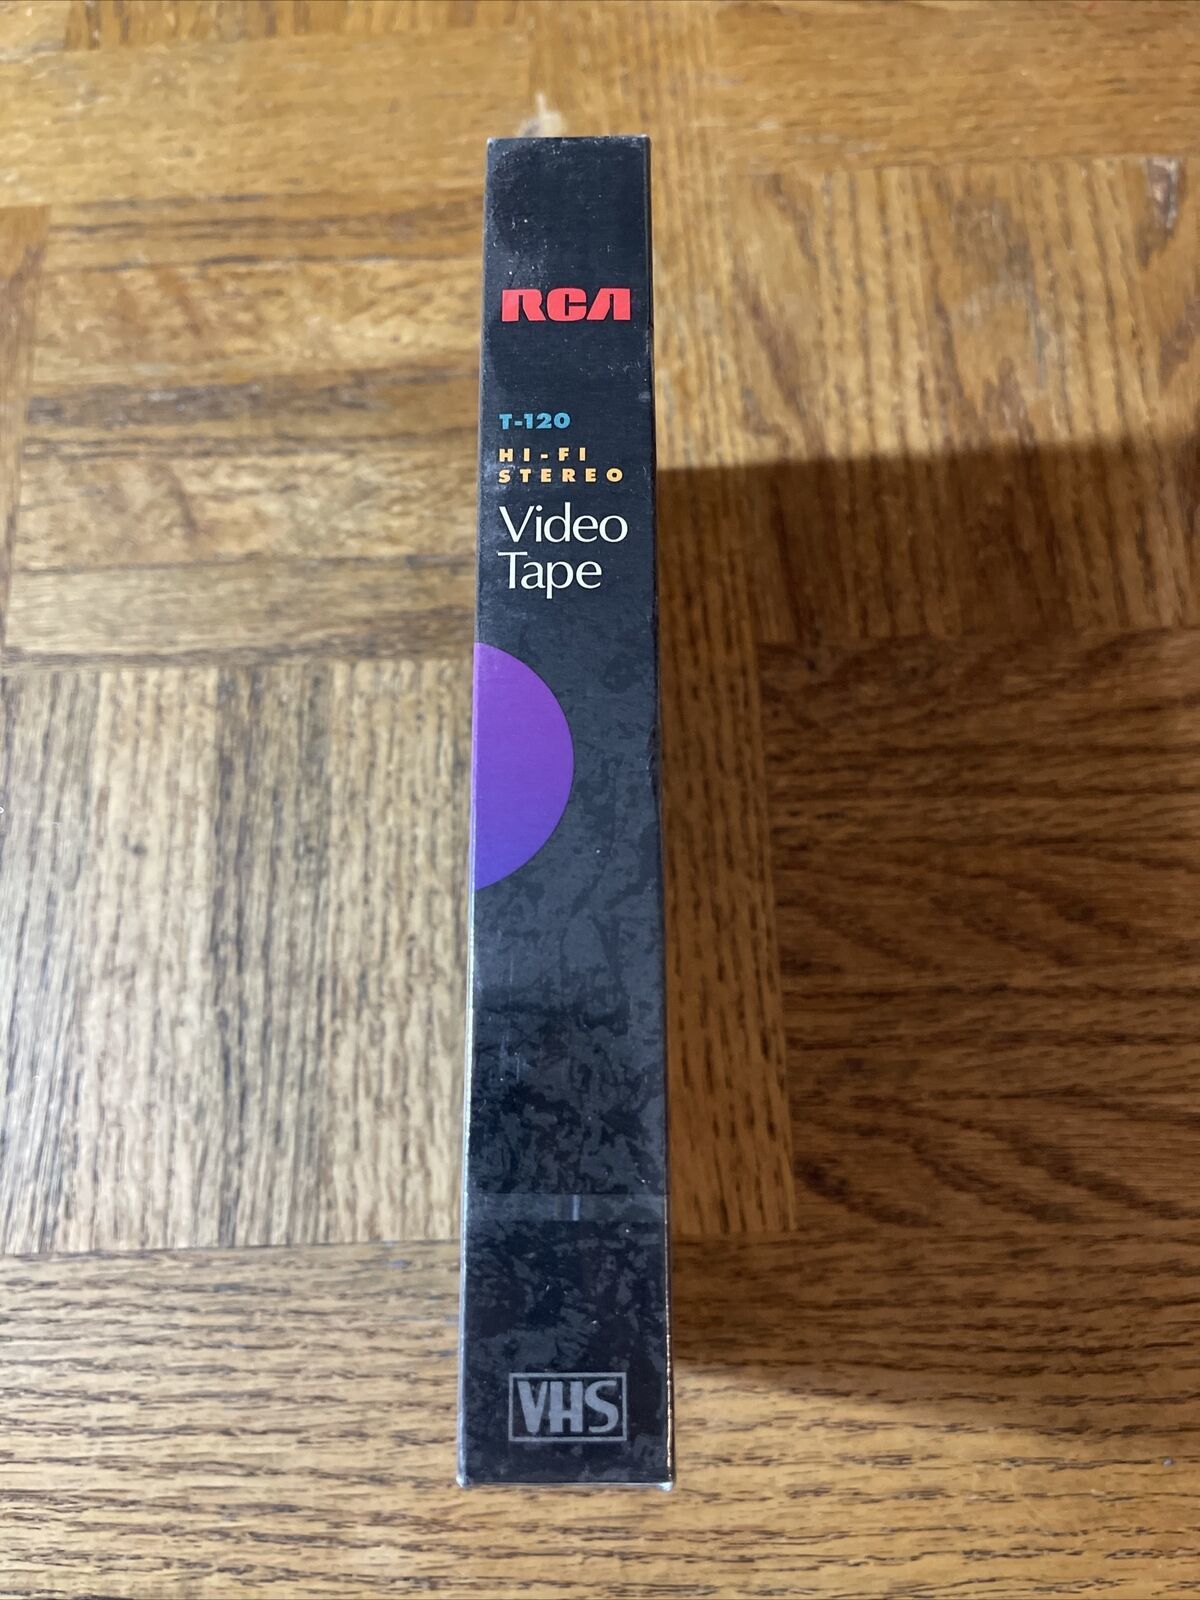 RCA
T-120
HI-FI
STEREO
Video
Tape
VHS